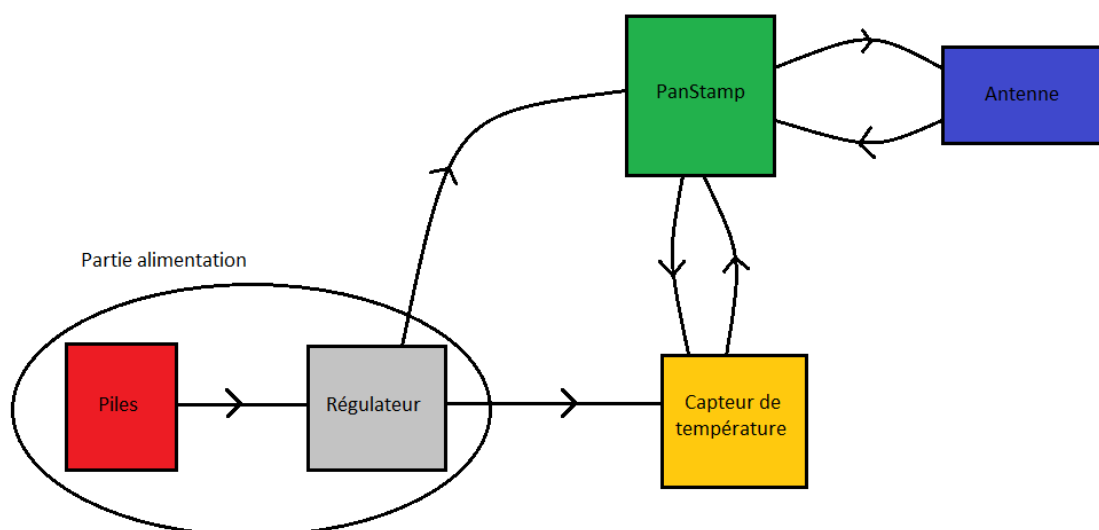 PanStamp
Antenne
Partie alimentation
Piles
Régulateur
Capteur de
température